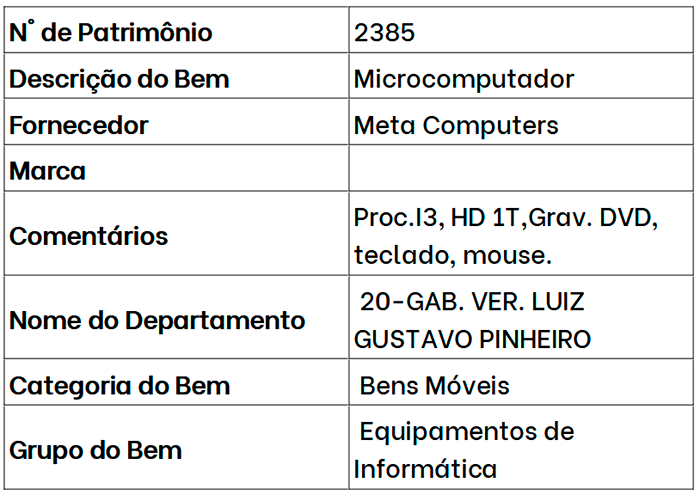 N° de Patrimônio 2385
Descrição do Bem Microcomputador
Fornecedor Meta Computers
Marca
Comentários Proc.I3, HD 1T,Grav. DVD,
teclado, mouse.
Nome do Departamento 20-GAB. VER. LUIZ
GUSTAVO PINHEIRO
Categoria do Bem Bens Móveis
Grupo do Bem Equipamentos de
Informática